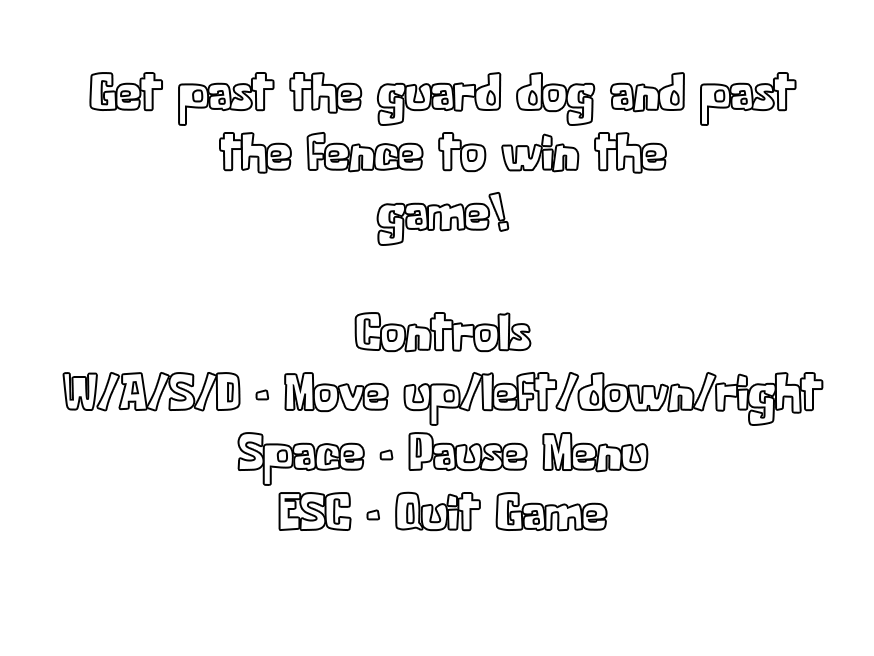 Get past the guard dog and past
the fence to win the
game!
Controls
W/A/S/D - Move up/left/down/right
Space - Pause Menu
ESC - Quit Game